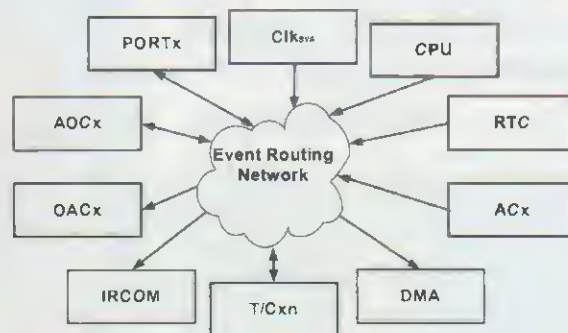 PORTx
Clksys
CPU
AOCx
RTC
Event Routing
Network
OACx
ACx
IRCOM
T/Cxn
DMA